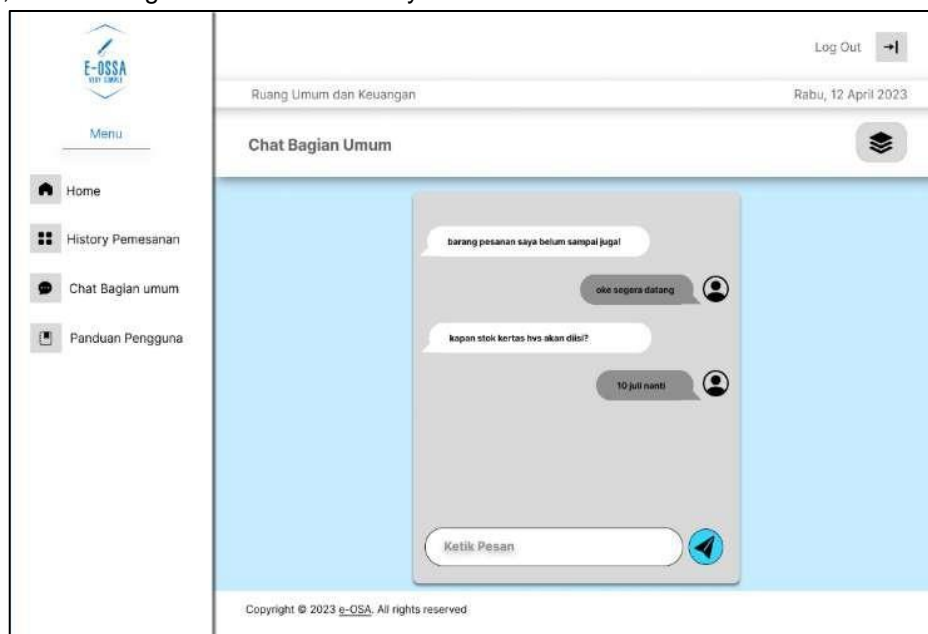 E-OSSA
VERY SIMPLE
Menu
Home
History Pemesanan
Chat Bagian umum
Panduan Pengguna
Log Out
Ruang Umum dan Keuangan
Rabu, 12 April 2023
Chat Bagian Umum
barang pesanan saya belum sampai juga!
oke segera datang
kapan stok kertas hvs akan diisi?
10 juli nanti
Ketik Pesan
Copyright © 2023 e-OSA. All rights reserved